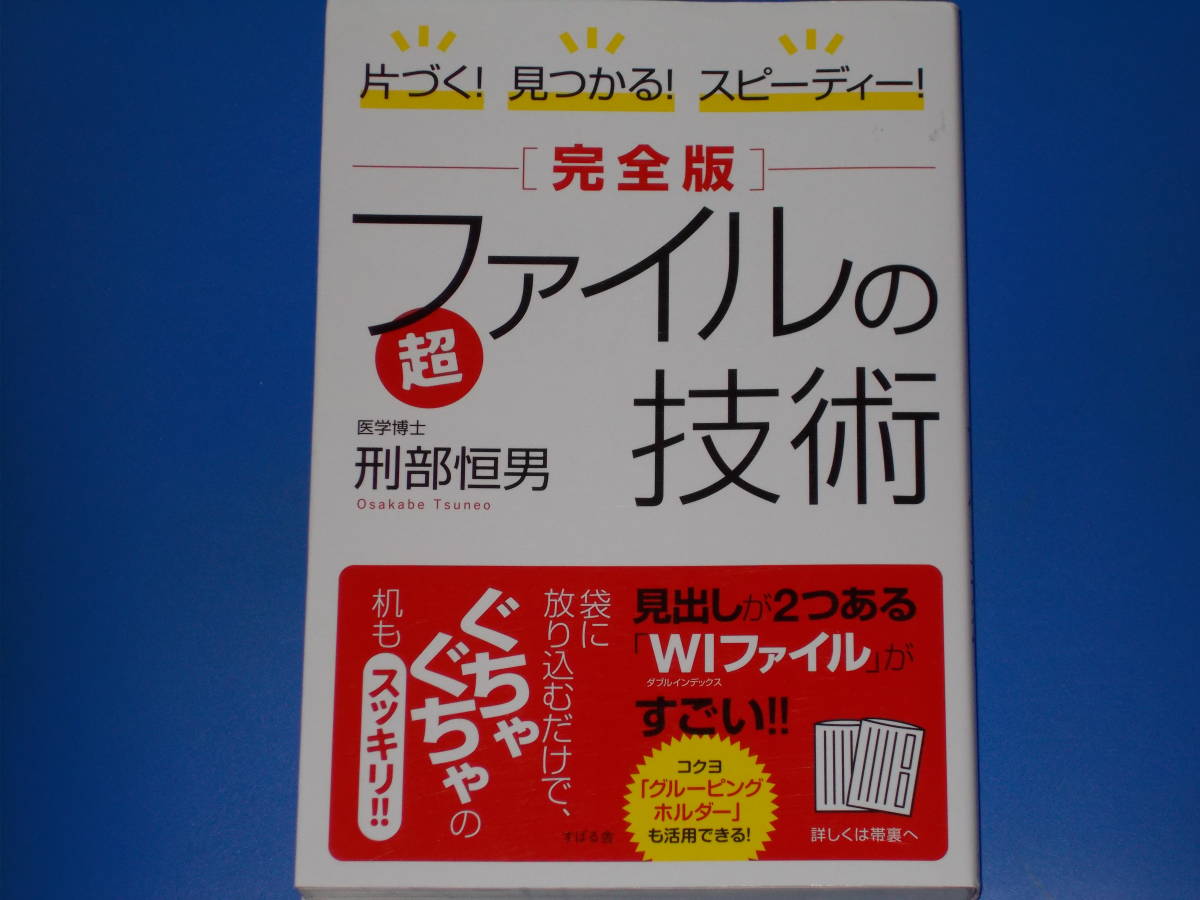 片づく! 見つかる! スピーディー!
[完全版]
超
ファイルの
技術
医学博士
刑部恒男
Osakabe Tsuneo
見出しが2つある
「WIファイル」が
ダブルインデックス
すごい!!
袋に
放り込むだけで、
ぐちゃ
ぐちゃの
机もスッキリ!!
コクヨ
「グルーピング
ホルダー」
も活用できる!
詳しくは帯裏へ
すばる舎